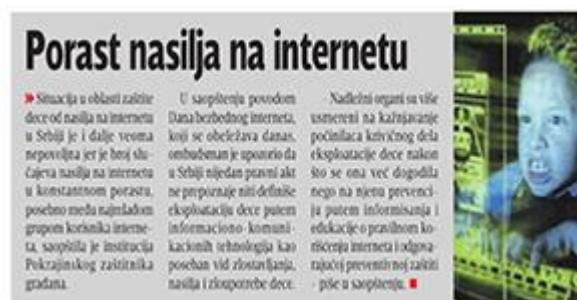 Porast nasilja na internetu
Situacija u oblasti zaštite
dece od nasilja na internetu
u Srbiji je i dalje veoma
nepovoljna jer je broj slu-
čajeva nasilja na internetu
u konstantnom porastu,
posebno među najmlađom
grupom korisnika interne-
ta, saopštila je institucija
Pokrajinskog zaštitnika
građana.
U saopštenju povodom
Dana bezbednog interneta,
koji se obeležava danas,
ombudsman je upozorio da
u Srbiji nijedan pravni akt
ne prepoznaje niti definiše
eksploataciju dece putem
informaciono-komuni-
kacionih tehnologija kao
poseban vid zlostavljanja,
nasilja i zloupotrebe dece.
Nadležni organi su više
usmereni na kažnjavanje
počinilaca krivičnog dela
eksploatacije dece nakon
što se ona već dogodila
nego na njenu prevenci-
ju putem informisanja i
edukacije o pravilnom ko-
rišćenju interneta i odgova-
rajućoj preventivnoj zaštiti
- piše u saopštenju.